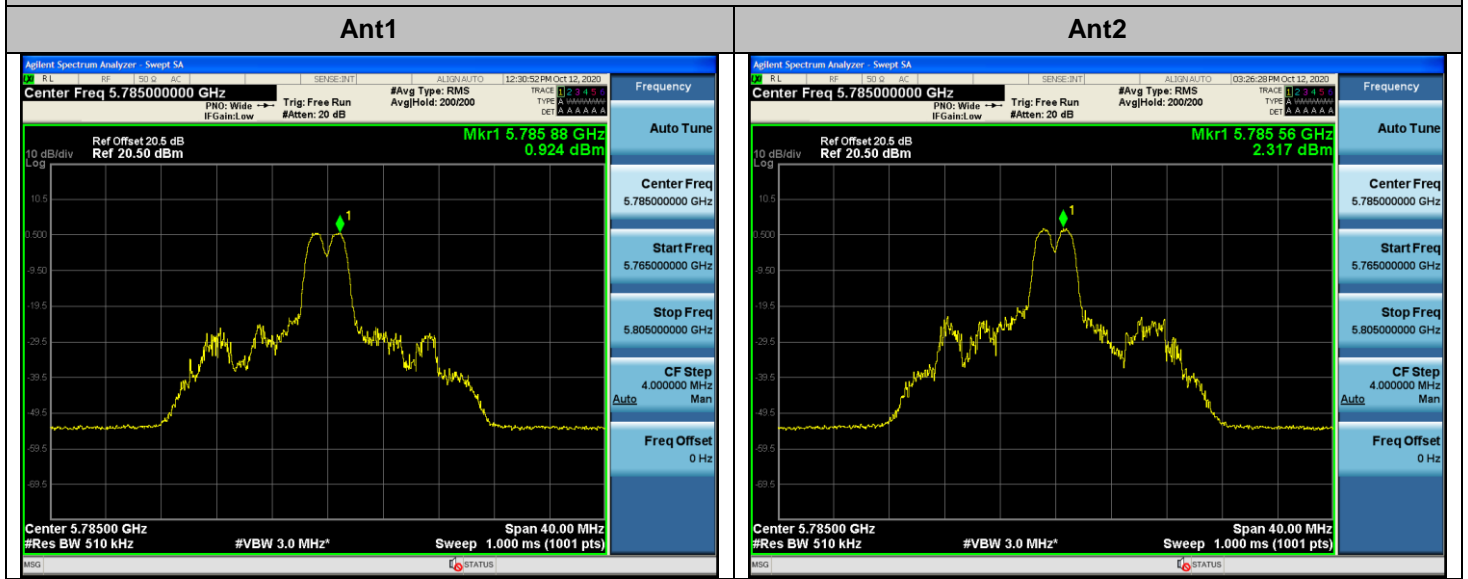 Ant1
Ant2
Agilent Spectrum Analyzer - Swept SA
RL RF 50 Ω AC SENSE:INT ALIGN AUTO 12:30:52 PM Oct 12, 2020
Center Freq 5.785000000 GHz
#Avg Type: RMS
TRACE 1 2 3 4 5 6
PNO: Wide
Trig: Free Run
Avg|Hold: 200/200
TYPE A
IFGain:Low
#Atten: 20 dB
DET A A A A A A
Mkr1 5.785 88 GHz
0.924 dBm
Ref Offset 20.5 dB
10 dB/div Ref 20.50 dBm
Log
10.5
0.500
-9.50
-19.5
-29.5
-39.5
-49.5
-59.5
-69.5
1
Center 5.78500 GHz
Span 40.00 MHz
#Res BW 510 kHz
#VBW 3.0 MHz*
Sweep 1.000 ms (1001 pts)
MSG
STATUS
Frequency
Auto Tune
Center Freq
5.785000000 GHz
Start Freq
5.765000000 GHz
Stop Freq
5.805000000 GHz
CF Step
4.000000 MHz
Auto Man
Freq Offset
0 Hz
Agilent Spectrum Analyzer - Swept SA
RL RF 50 Ω AC SENSE:INT ALIGN AUTO 03:26:28 PM Oct 12, 2020
Center Freq 5.785000000 GHz
#Avg Type: RMS
TRACE 1 2 3 4 5 6
PNO: Wide
Trig: Free Run
Avg|Hold: 200/200
TYPE A
IFGain:Low
#Atten: 20 dB
DET A A A A A A
Mkr1 5.785 56 GHz
2.317 dBm
Ref Offset 20.5 dB
10 dB/div Ref 20.50 dBm
Log
10.5
0.500
-9.50
-19.5
-29.5
-39.5
-49.5
-59.5
-69.5
1
Center 5.78500 GHz
Span 40.00 MHz
#Res BW 510 kHz
#VBW 3.0 MHz*
Sweep 1.000 ms (1001 pts)
MSG
STATUS
Frequency
Auto Tune
Center Freq
5.785000000 GHz
Start Freq
5.765000000 GHz
Stop Freq
5.805000000 GHz
CF Step
4.000000 MHz
Auto Man
Freq Offset
0 Hz